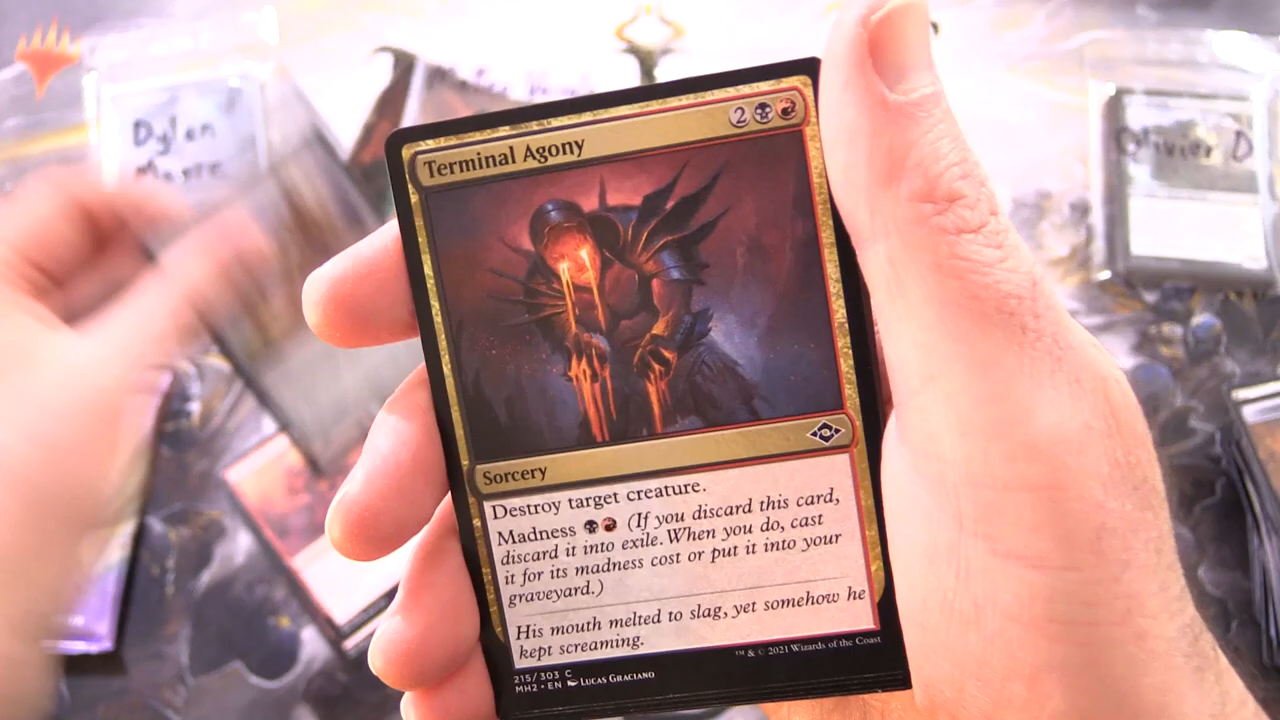 Dylan
Olivier D
Terminal Agony
2
Sorcery
Destroy target creature.
Madness (If you discard this card,
discard it into exile. When you do, cast
it for its madness cost or put it into your
graveyard.)
His mouth melted to slag, yet somehow he
kept screaming.
215/303 C
MH2 • EN LUCAS GRACIANO
™ & © 2021 Wizards of the Coast